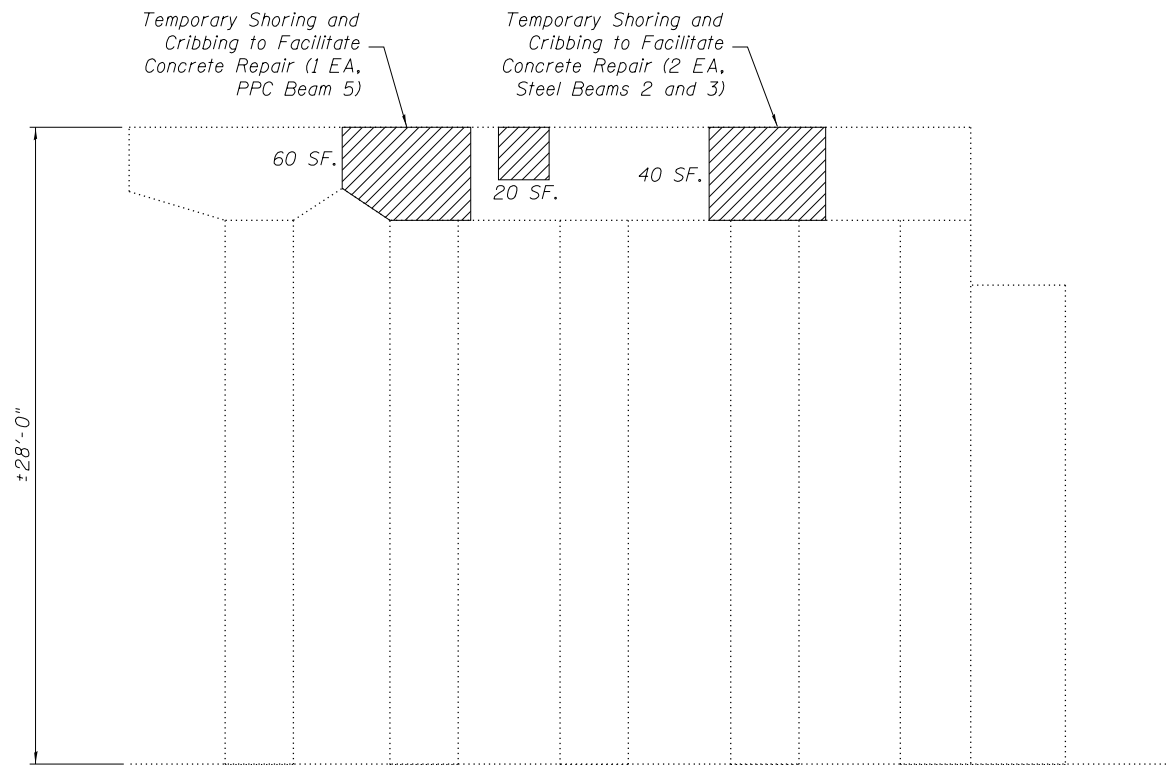 Temporary Shoring and
Cribbing to Facilitate
Concrete Repair (1 EA,
PPC Beam 5)
Temporary Shoring and
Cribbing to Facilitate
Concrete Repair (2 EA,
Steel Beams 2 and 3)
60 SF.
20 SF.
40 SF.
±28'-0"